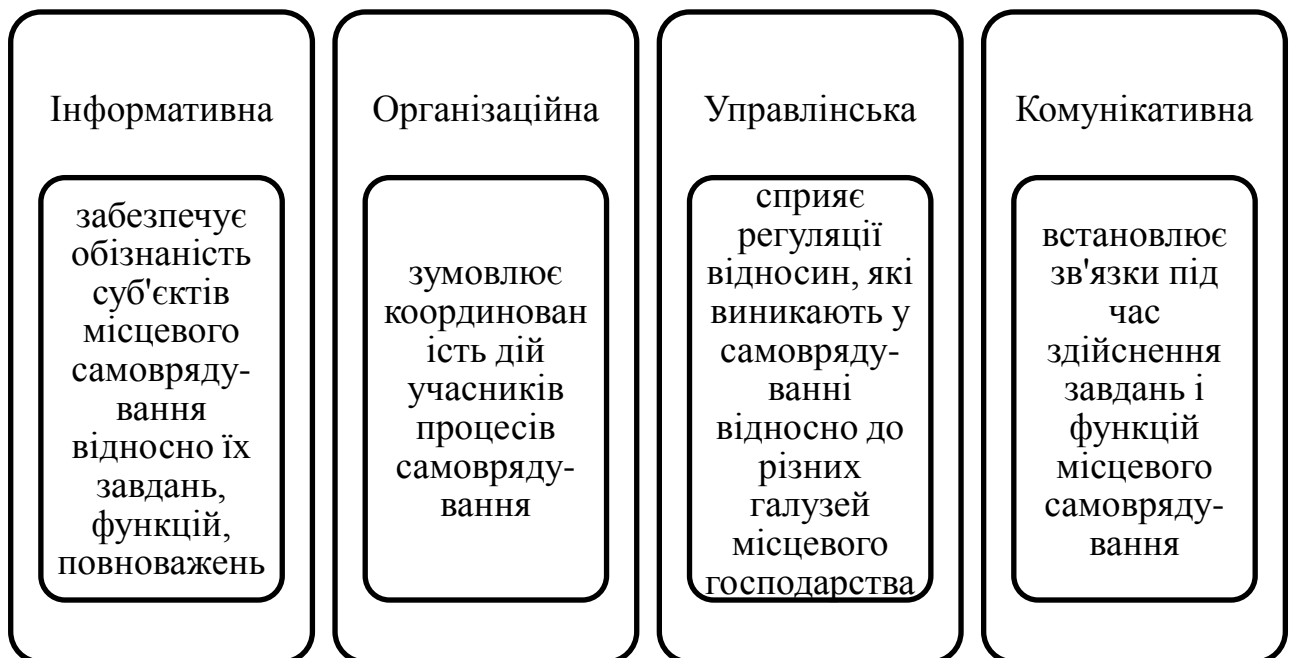 Інформативна
забезпечує
обізнаність
суб'єктів
місцевого
самовряду-
вання
відносно їх
завдань,
функцій,
повноважень
Організаційна
зумовлює
координован
ість дій
учасників
процесів
самовряду-
вання
Управлінська
сприяє
регуляції
відносин, які
виникають у
самовряду-
ванні
відносно до
різних
галузей
місцевого
господарства
Комунікативна
встановлює
зв'язки під
час
здійснення
завдань і
функцій
місцевого
самовряду-
вання